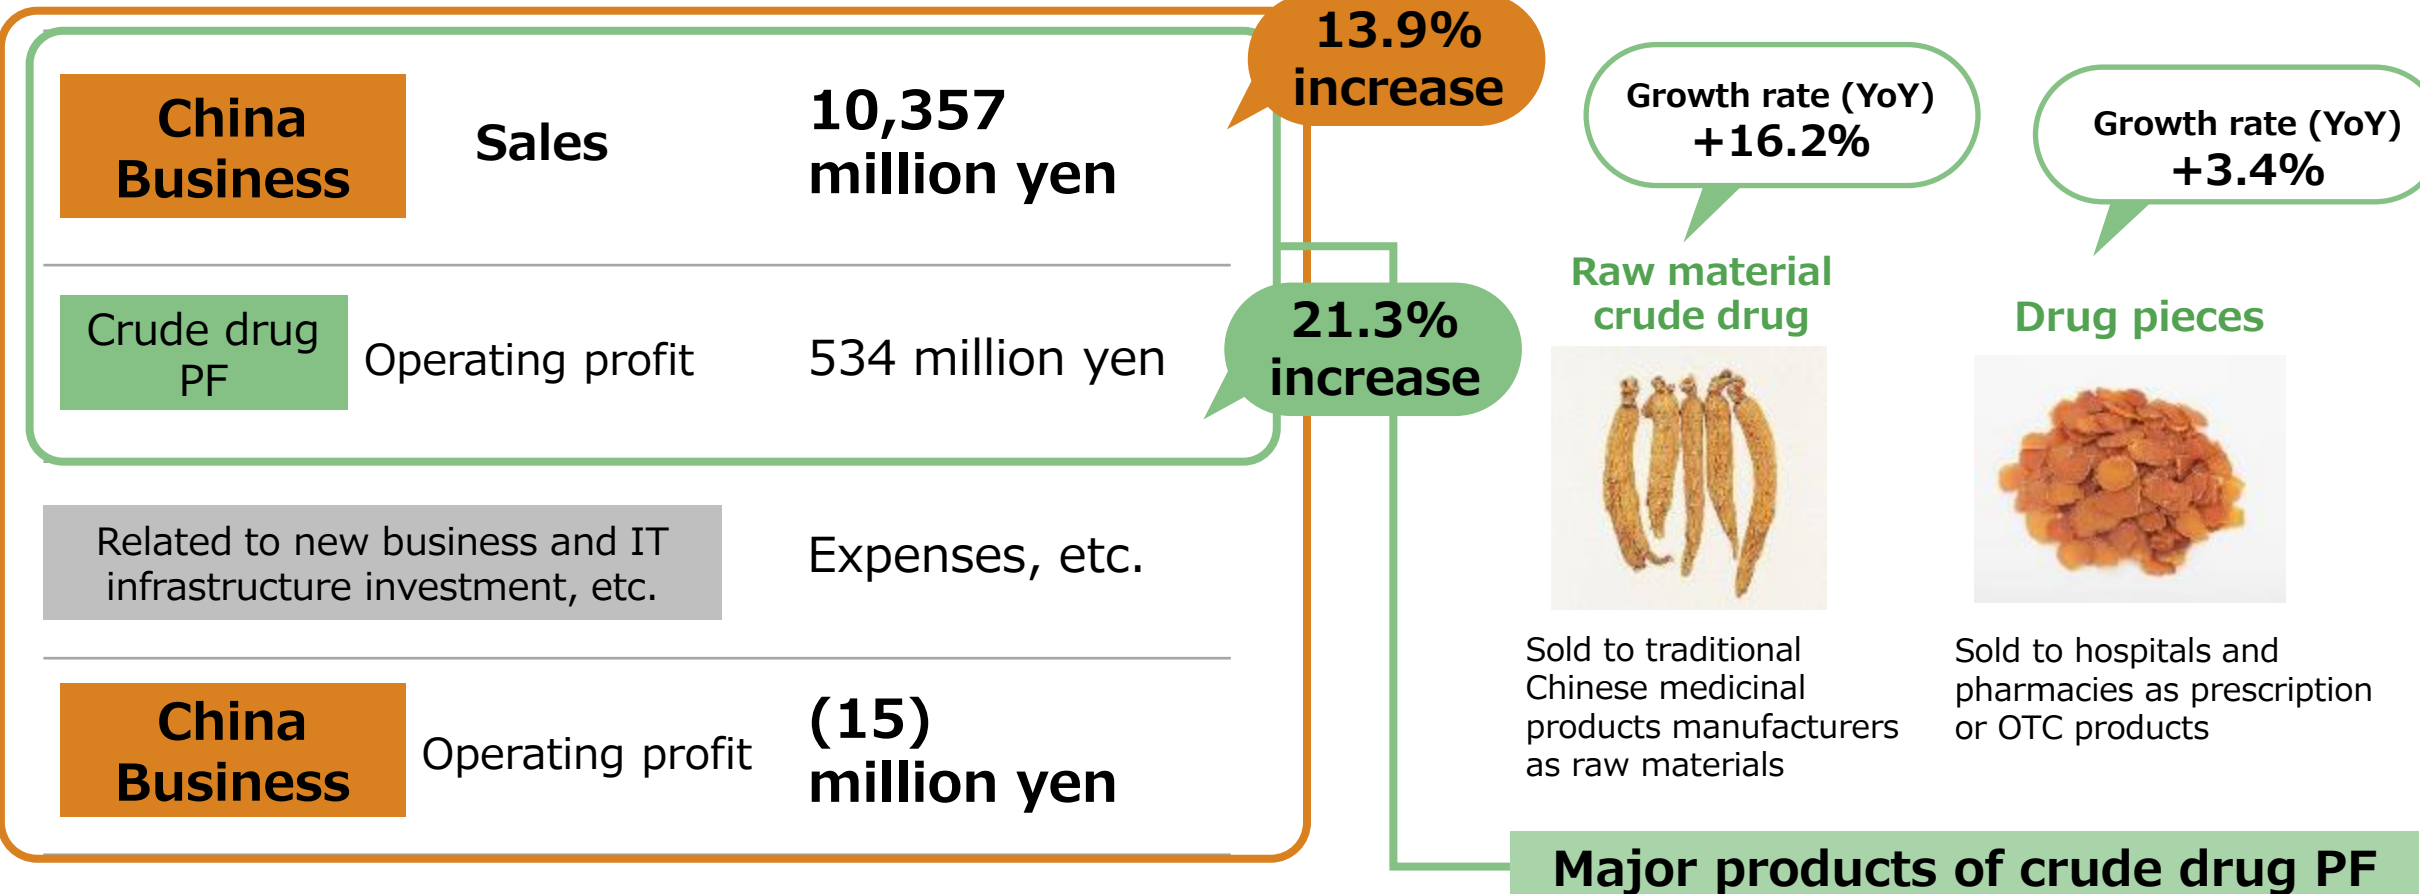 China
Business
Sales
10,357
million yen
13.9%
increase
Crude drug
PF
Operating profit
534 million yen
21.3%
increase
Related to new business and IT
infrastructure investment, etc.
Expenses, etc.
China
Business
Operating profit
(15)
million yen
Growth rate (YoY)
+16.2%
Raw material
crude drug
Sold to traditional
Chinese medicinal
products manufacturers
as raw materials
Growth rate (YoY)
+3.4%
Drug pieces
Sold to hospitals and
pharmacies as prescription
or OTC products
Major products of crude drug PF